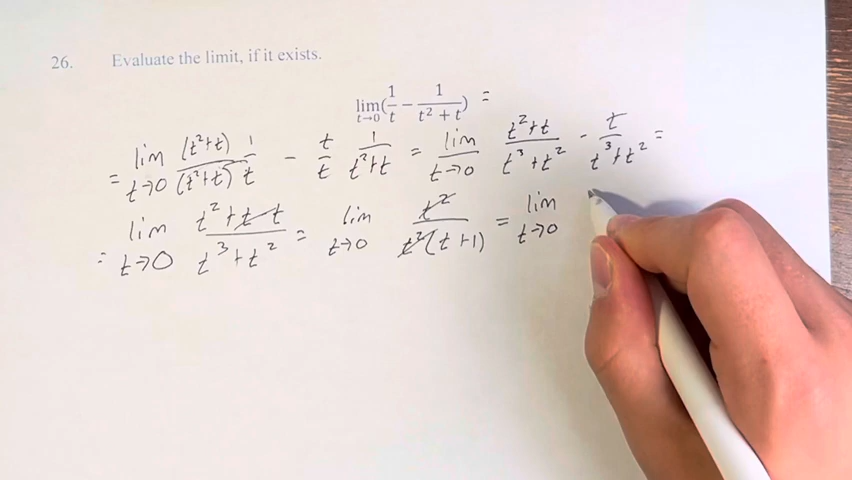 26. Evaluate the limit, if it exists.
lim t→0 (1/t − 1/(t² + t)) =
= lim t→0 (t²+t)/(t²+t) 1/t − t/t 1/(t²+t) = lim t→0 (t²+t)/(t³+t²) − t/(t³+t²) =
= lim t→0 (t²+t−t)/(t³+t²) = lim t→0 t²/(t²(t+1)) = lim t→0